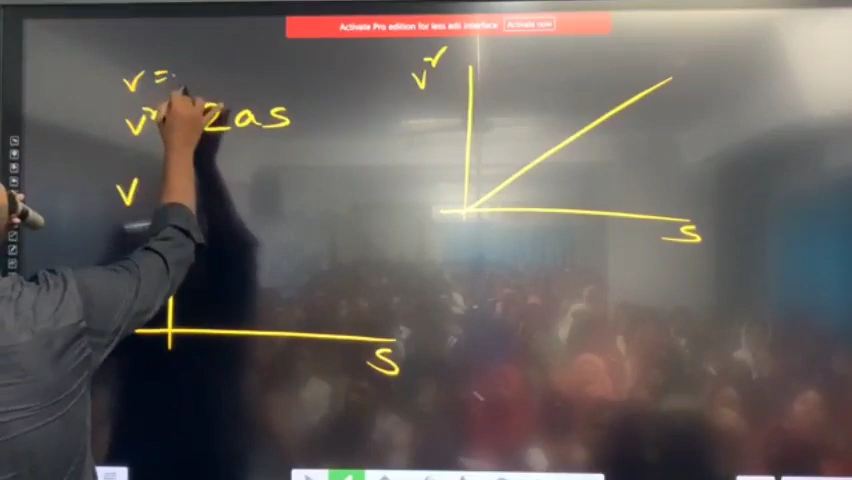 Activate Pro edition for less ads interface Activate now
v =
v² 2as
v
s
v²
s